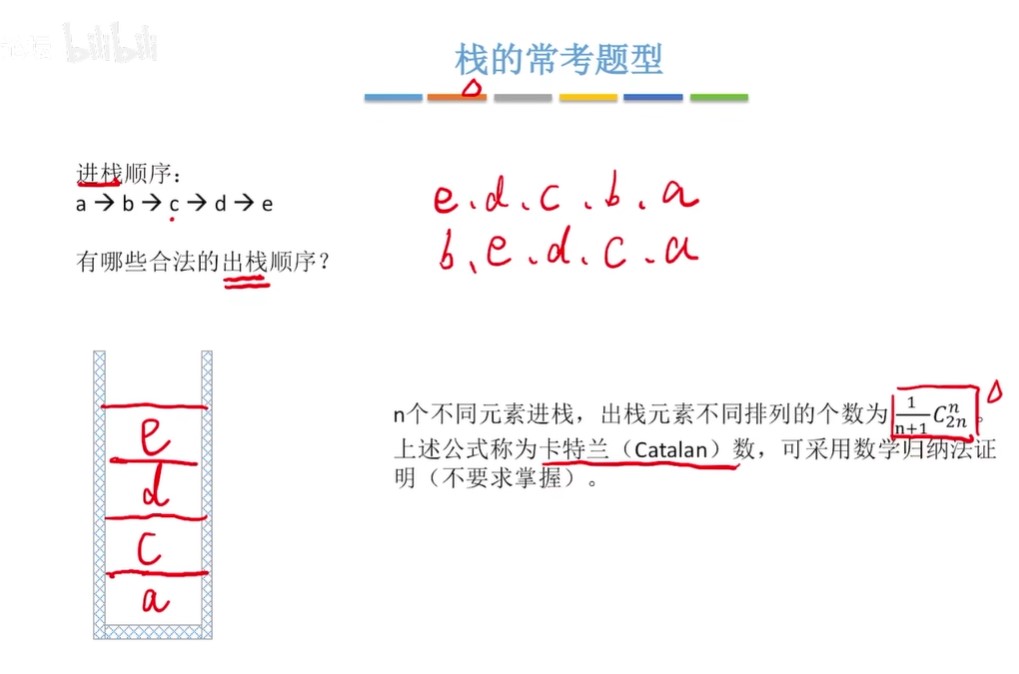 bilibili
栈的常考题型
进栈顺序：
a → b → c → d → e
有哪些合法的出栈顺序？
e、d、c、b、a
b、e、d、c、a
e
d
c
a
n个不同元素进栈，出栈元素不同排列的个数为 $\frac{1}{n+1}C_{2n}^{n}$。
上述公式称为卡特兰（Catalan）数，可采用数学归纳法证
明（不要求掌握）。